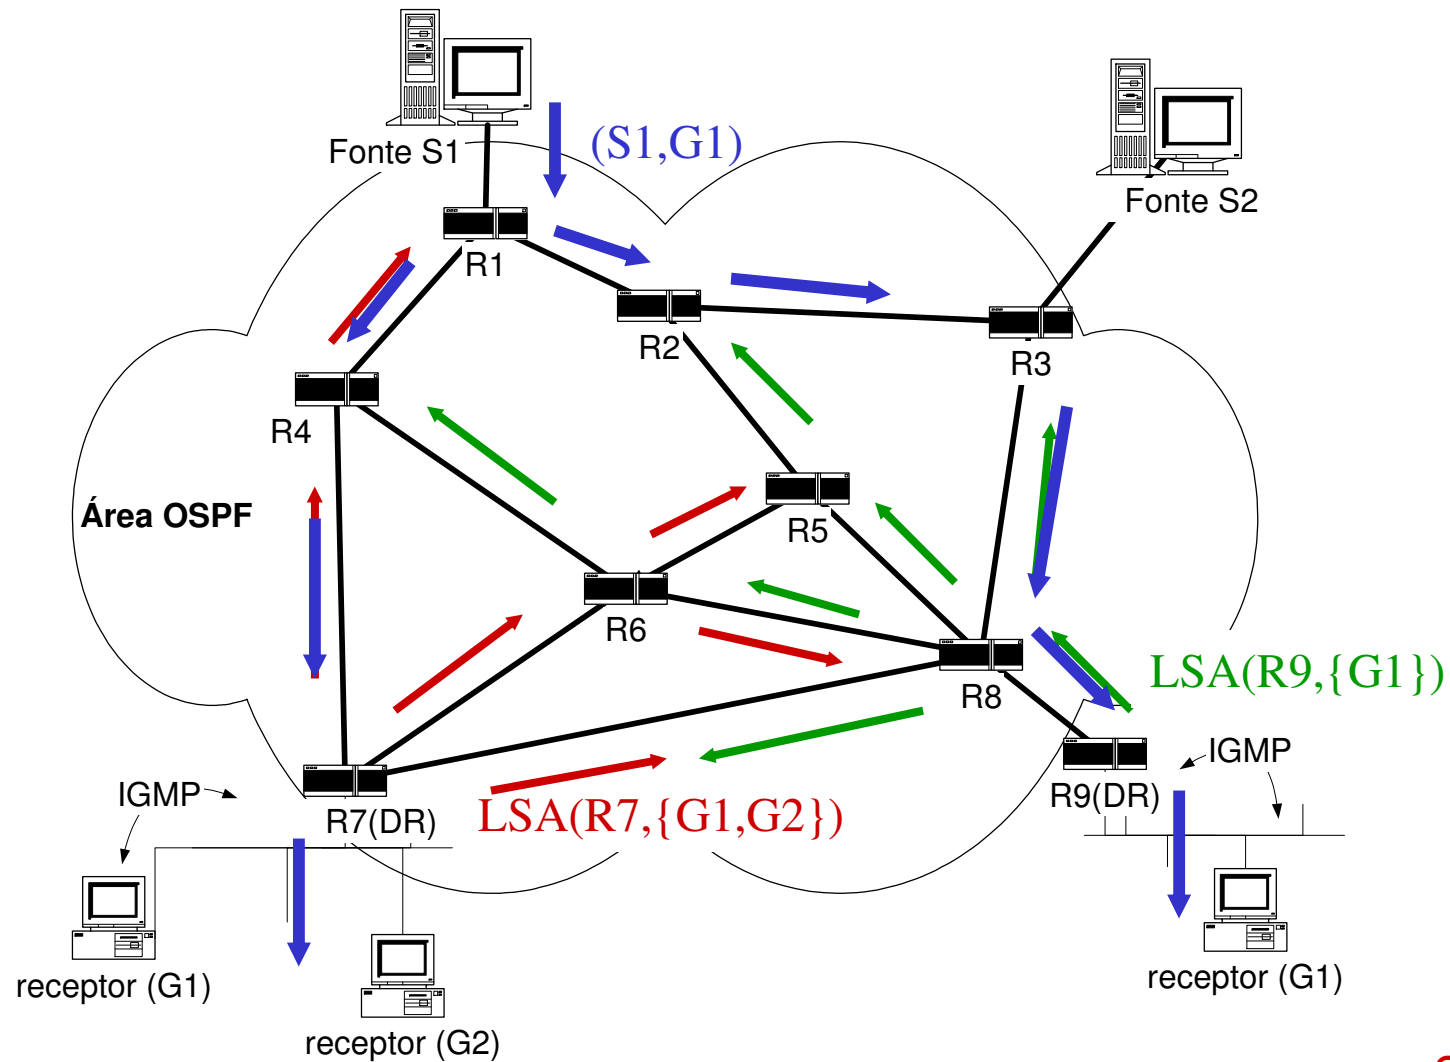 Fonte S1
(S1,G1)
Fonte S2
R1
R2
R3
R4
Área OSPF
R5
R6
R8
LSA(R9,{G1})
IGMP
IGMP
R9(DR)
R7(DR)
LSA(R7,{G1,G2})
receptor (G1)
receptor (G1)
receptor (G2)